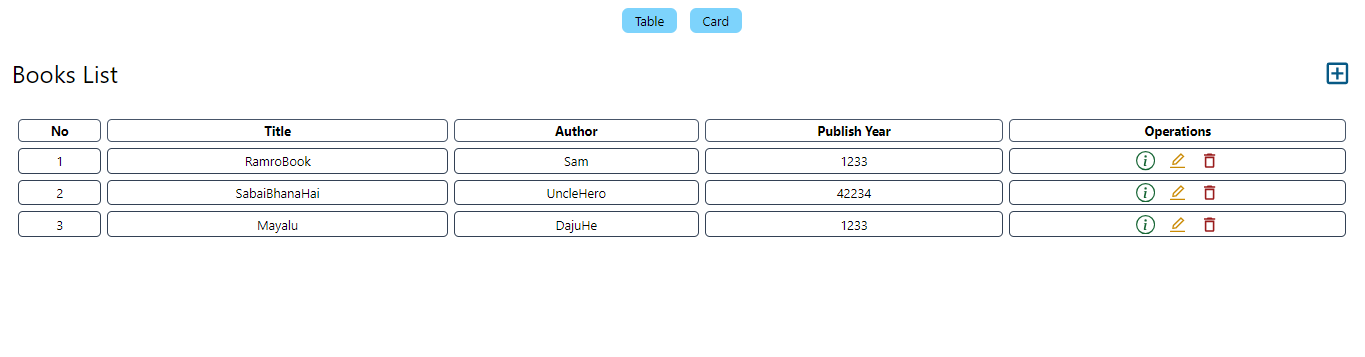 Table Card
Books List
No Title Author Publish Year Operations
1 RamroBook Sam 1233
2 SabaiBhanaHai UncleHero 42234
3 Mayalu DajuHe 1233